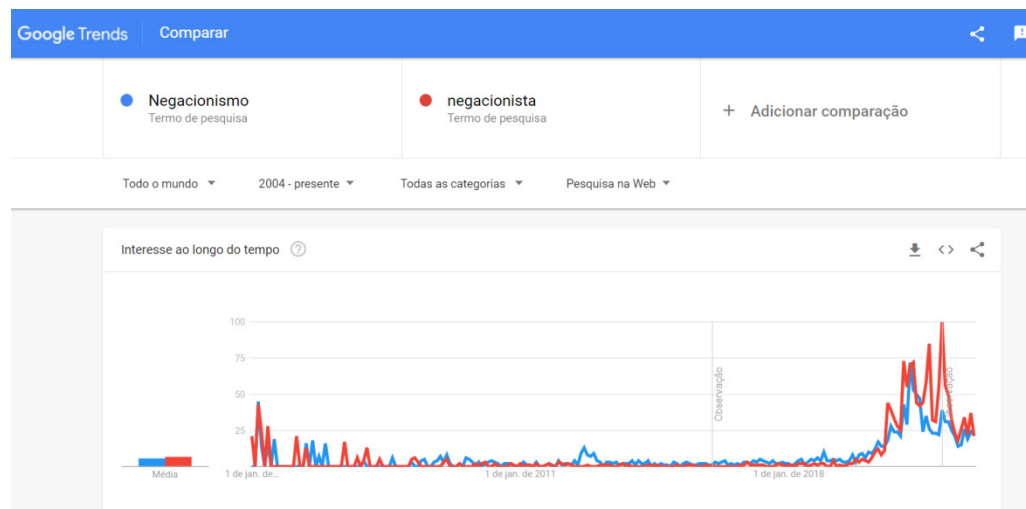 Google Trends Comparar
Negacionismo
Termo de pesquisa
negacionista
Termo de pesquisa
+ Adicionar comparação
Todo o mundo
2004 - presente
Todas as categorias
Pesquisa na Web
Interesse ao longo do tempo
100
75
50
25
Observação
Média
1 de jan. de...
1 de jan. de 2011
1 de jan. de 2018